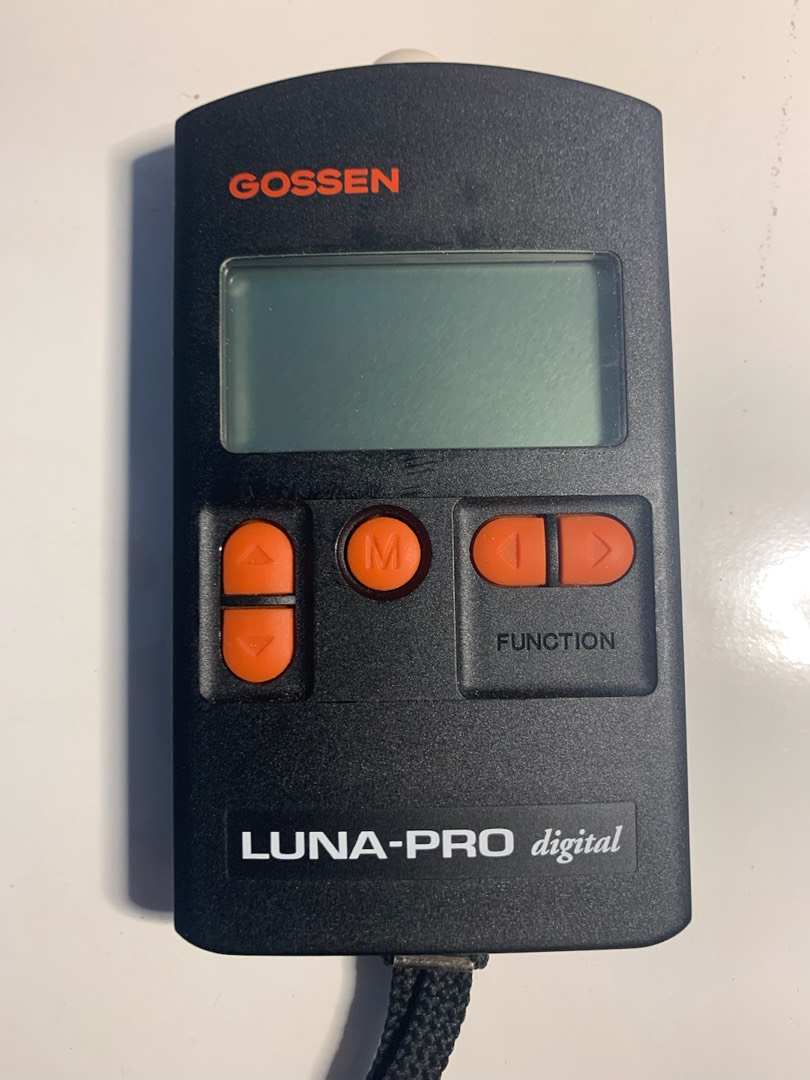 GOSSEN
M
FUNCTION
LUNA-PRO digital